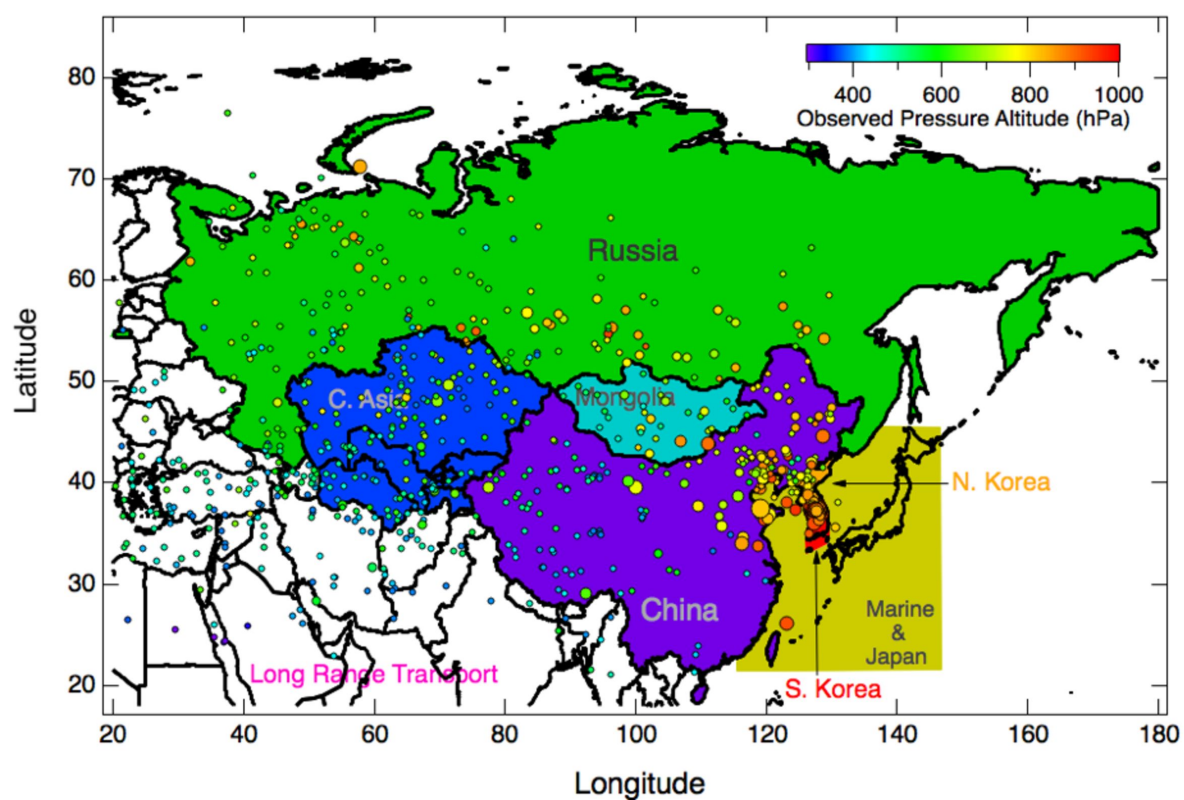 80
70
60
50
40
30
20
Latitude
400 600 800 1000
Observed Pressure Altitude (hPa)
Russia
C. Asia
Mongolia
N. Korea
China
Marine
&
Japan
Long Range Transport
S. Korea
20 40 60 80 100 120 140 160 180
Longitude